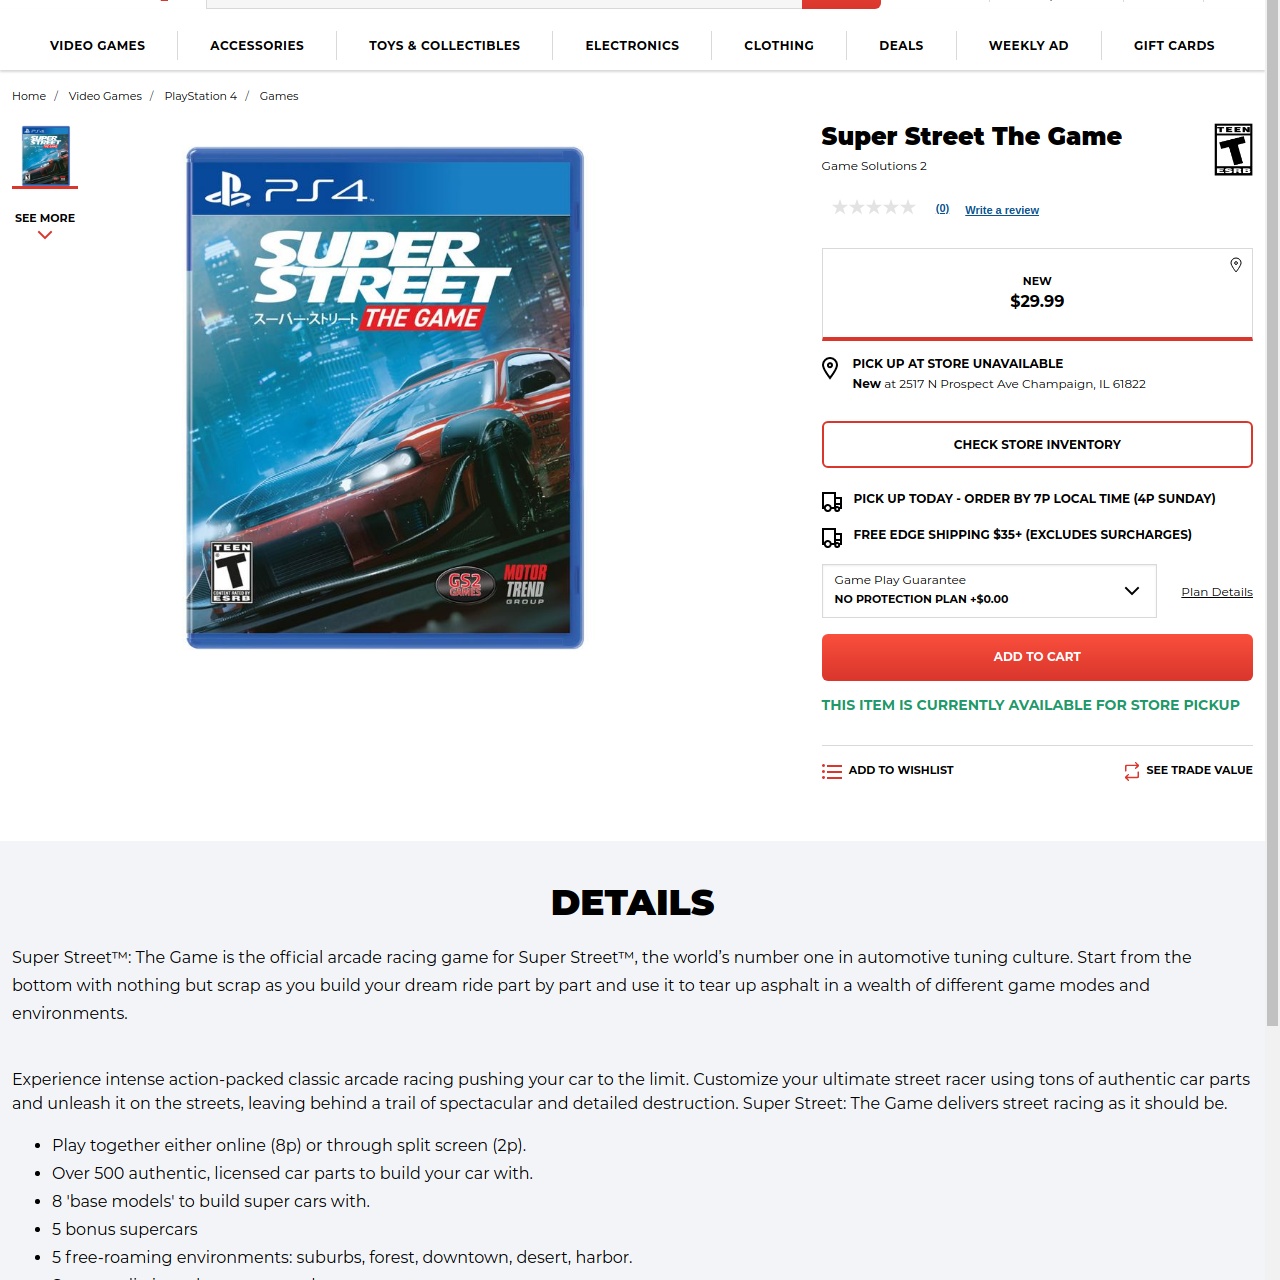 VIDEO GAMES
ACCESSORIES
TOYS & COLLECTIBLES
ELECTRONICS
CLOTHING
DEALS
WEEKLY AD
GIFT CARDS
Home / Video Games / PlayStation 4 / Games
SEE MORE
PS4
SUPER
STREET
スーパー・ストリート THE GAME
TEEN
T
CONTENT RATED BY
ESRB
GS2
GAMES
MOTOR
TREND
GROUP
Super Street The Game
Game Solutions 2
TEEN
T
ESRB
(0) Write a review
NEW
$29.99
PICK UP AT STORE UNAVAILABLE
New at 2517 N Prospect Ave Champaign, IL 61822
CHECK STORE INVENTORY
PICK UP TODAY - ORDER BY 7P LOCAL TIME (4P SUNDAY)
FREE EDGE SHIPPING $35+ (EXCLUDES SURCHARGES)
Game Play Guarantee
NO PROTECTION PLAN +$0.00
Plan Details
ADD TO CART
THIS ITEM IS CURRENTLY AVAILABLE FOR STORE PICKUP
ADD TO WISHLIST
SEE TRADE VALUE
DETAILS
Super Street™: The Game is the official arcade racing game for Super Street™, the world’s number one in automotive tuning culture. Start from the
bottom with nothing but scrap as you build your dream ride part by part and use it to tear up asphalt in a wealth of different game modes and
environments.
Experience intense action-packed classic arcade racing pushing your car to the limit. Customize your ultimate street racer using tons of authentic car parts
and unleash it on the streets, leaving behind a trail of spectacular and detailed destruction. Super Street: The Game delivers street racing as it should be.
• Play together either online (8p) or through split screen (2p).
• Over 500 authentic, licensed car parts to build your car with.
• 8 'base models' to build super cars with.
• 5 bonus supercars
• 5 free-roaming environments: suburbs, forest, downtown, desert, harbor.